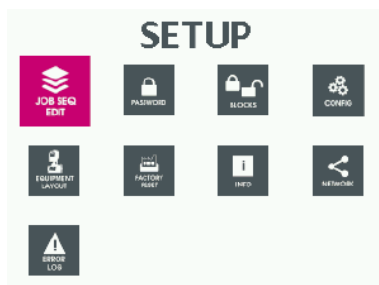 SETUP
JOB SEQ
EDIT
PASSWORD
BLOCKS
CONFIG
EQUIPMENT
LAYOUT
FACTORY
RESET
i
INFO
NETWORK
ERROR
LOG